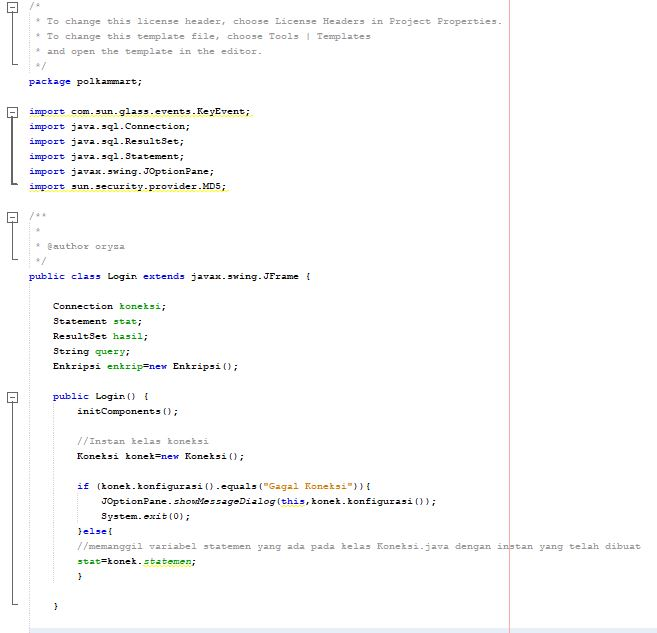 /*
 * To change this license header, choose License Headers in Project Properties.
 * To change this template file, choose Tools | Templates
 * and open the template in the editor.
 */
package polkammart;

import com.sun.glass.events.KeyEvent;
import java.sql.Connection;
import java.sql.ResultSet;
import java.sql.Statement;
import javax.swing.JOptionPane;
import sun.security.provider.MD5;

/**
 *
 * @author oryza
 */
public class Login extends javax.swing.JFrame {

    Connection koneksi;
    Statement stat;
    ResultSet hasil;
    String query;
    Enkripsi enkrip=new Enkripsi();

    public Login() {
        initComponents();

        //Instan kelas koneksi
        Koneksi konek=new Koneksi();

        if (konek.konfigurasi().equals("Gagal Koneksi")){
            JOptionPane.showMessageDialog(this,konek.konfigurasi());
            System.exit(0);
        }else{
        //memanggil variabel statemen yang ada pada kelas Koneksi.java dengan instan yang telah dibuat
        stat=konek.statemen;
        }

    }